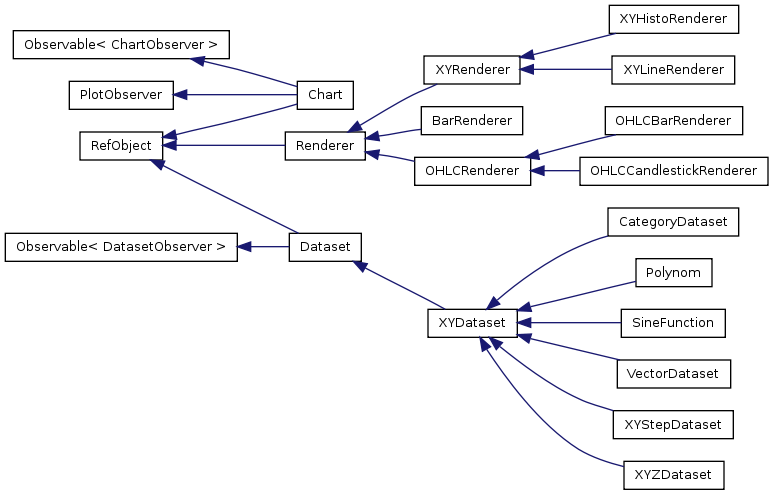 XYHistoRenderer
Observable< ChartObserver >
XYRenderer
XYLineRenderer
PlotObserver
Chart
BarRenderer
OHLCBarRenderer
RefObject
Renderer
OHLCRenderer
OHLCCandlestickRenderer
CategoryDataset
Observable< DatasetObserver >
Dataset
Polynom
XYDataset
SineFunction
VectorDataset
XYStepDataset
XYZDataset